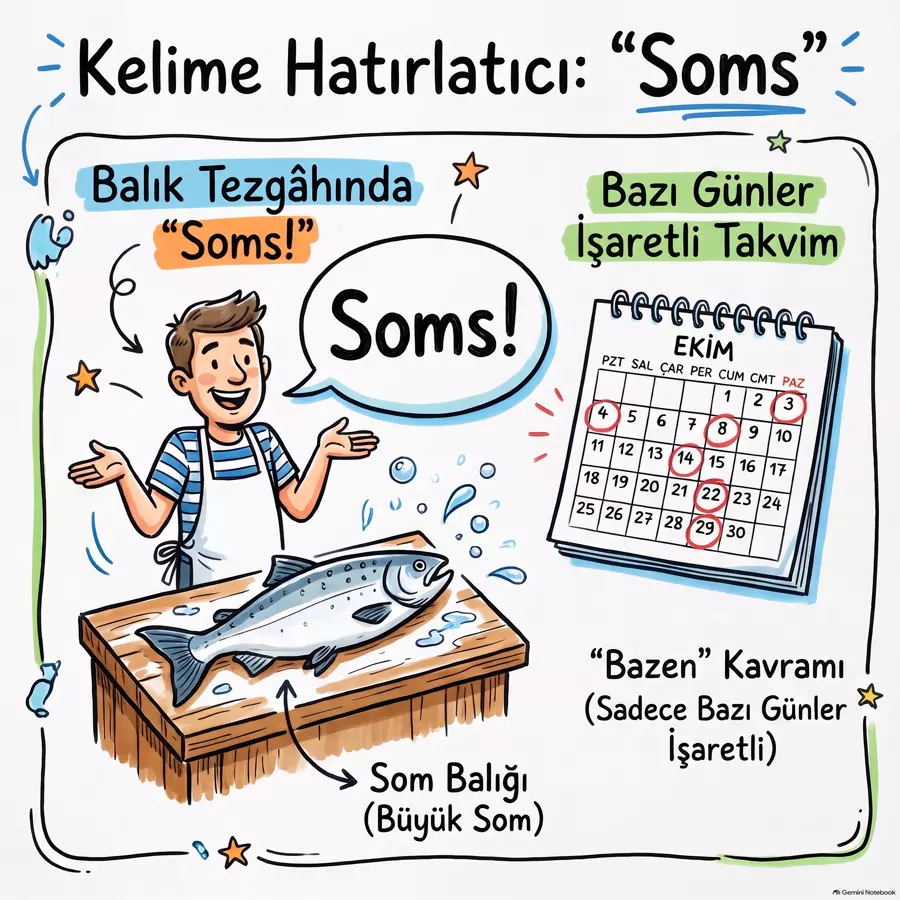 Kelime Hatırlatıcı: “Soms”
Balık Tezgâhında
“Soms!”
Soms!
Bazı Günler
İşaretli Takvim
EKİM
PZT SAL ÇAR PER CUM CMT PAZ
1 2 3
4 5 6 7 8 9 10
11 12 13 14 15 16 17
18 19 20 21 22 23 24
25 26 27 28 29 30
“Bazen” Kavramı
(Sadece Bazı Günler
İşaretli)
Som Balığı
(Büyük Som)
Gemini Notebook